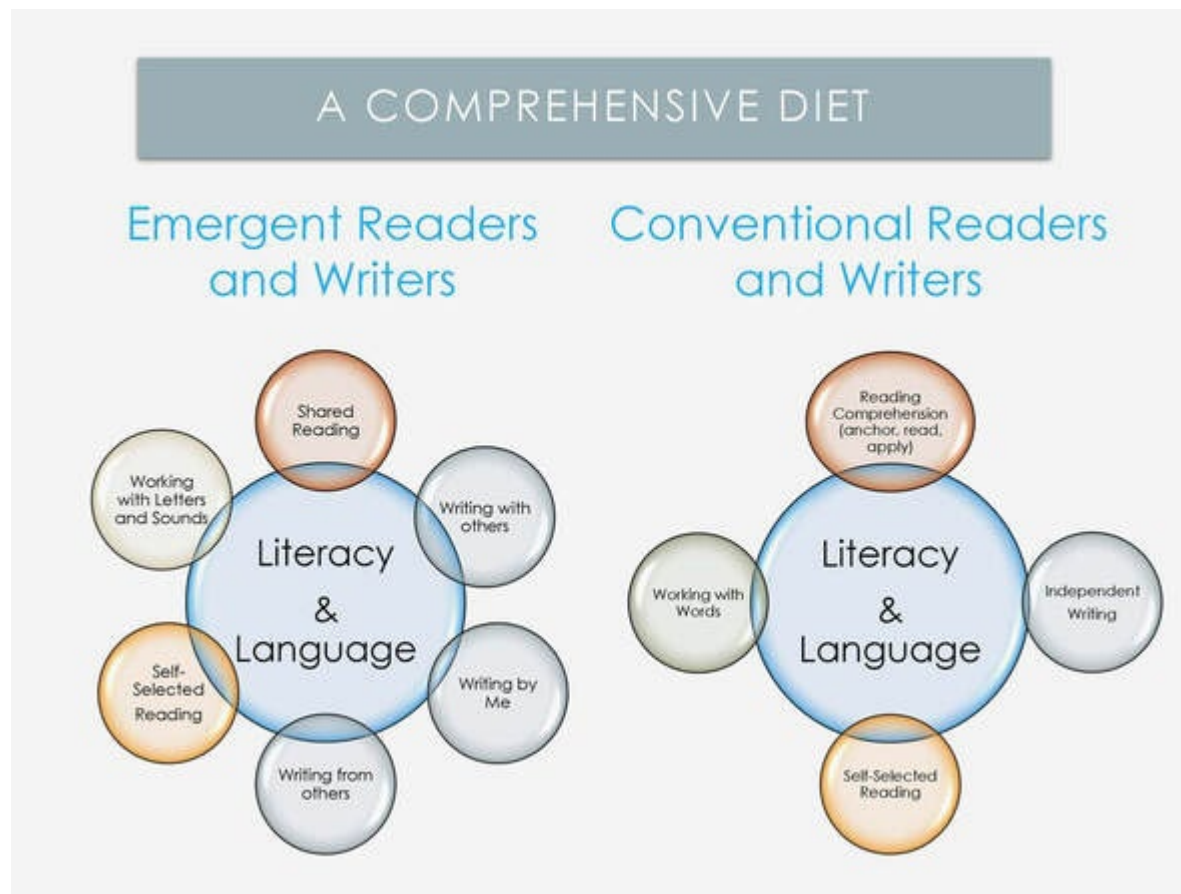 A COMPREHENSIVE DIET
Emergent Readers
and Writers
Shared
Reading
Working
with Letters
and Sounds
Writing with
others
Literacy
&
Language
Self-
Selected
Reading
Writing by
Me
Writing from
others
Conventional Readers
and Writers
Reading
Comprehension
(anchor, read,
apply)
Working with
Words
Literacy
&
Language
Independent
Writing
Self-Selected
Reading